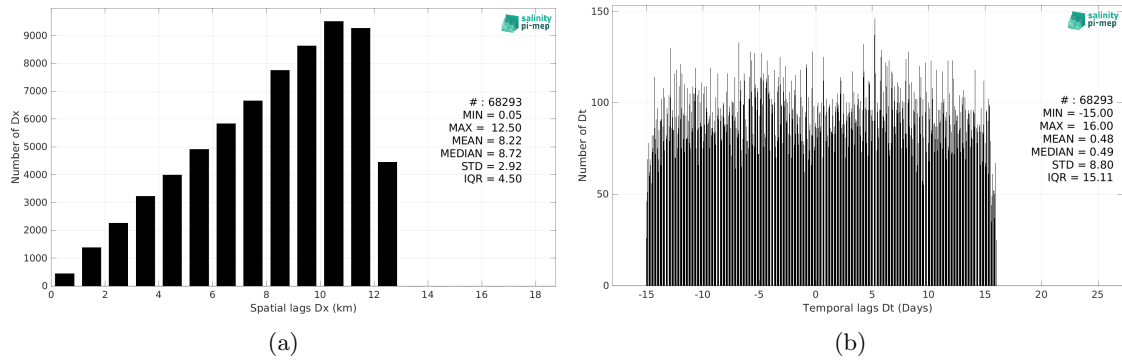 salinity
pi-mep
9000
8000
7000
6000
5000
4000
3000
2000
1000
0
Number of Dx
# : 68293
MIN = 0.05
MAX = 12.50
MEAN = 8.22
MEDIAN = 8.72
STD = 2.92
IQR = 4.50
0 2 4 6 8 10 12 14 16 18
Spatial lags Dx (km)
(a)
salinity
pi-mep
150
100
50
0
Number of Dt
# : 68293
MIN = -15.00
MAX = 16.00
MEAN = 0.48
MEDIAN = 0.49
STD = 8.80
IQR = 15.11
-15 -10 -5 0 5 10 15 20 25
Temporal lags Dt (Days)
(b)